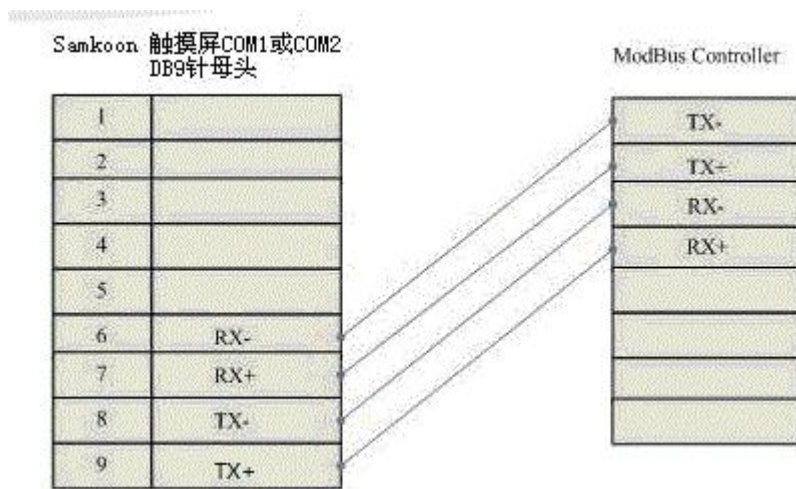 Samkoon 触摸屏COM1或COM2
DB9针母头
1
2
3
4
5
6 RX-
7 RX+
8 TX-
9 TX+
ModBus Controller
TX-
TX+
RX-
RX+